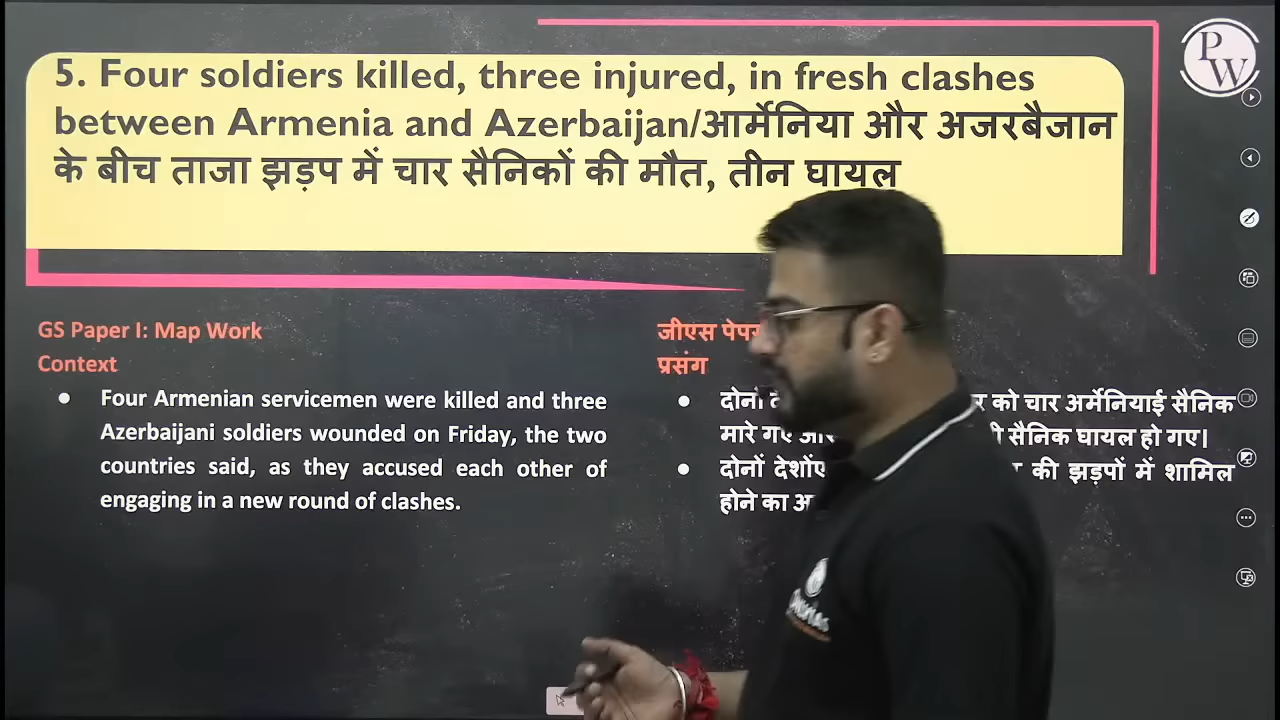 PW
5. Four soldiers killed, three injured, in fresh clashes
between Armenia and Azerbaijan/आर्मेनिया और अजरबैजान
के बीच ताजा झड़प में चार सैनिकों की मौत, तीन घायल
GS Paper I: Map Work
Context
● Four Armenian servicemen were killed and three
Azerbaijani soldiers wounded on Friday, the two
countries said, as they accused each other of
engaging in a new round of clashes.
जीएस
प्रसंग
● दोनों को चार अर्मेनियाई सैनिक
मारे गए सैनिक घायल हो गए।
● दोनों की झड़पों में शामिल
होने का